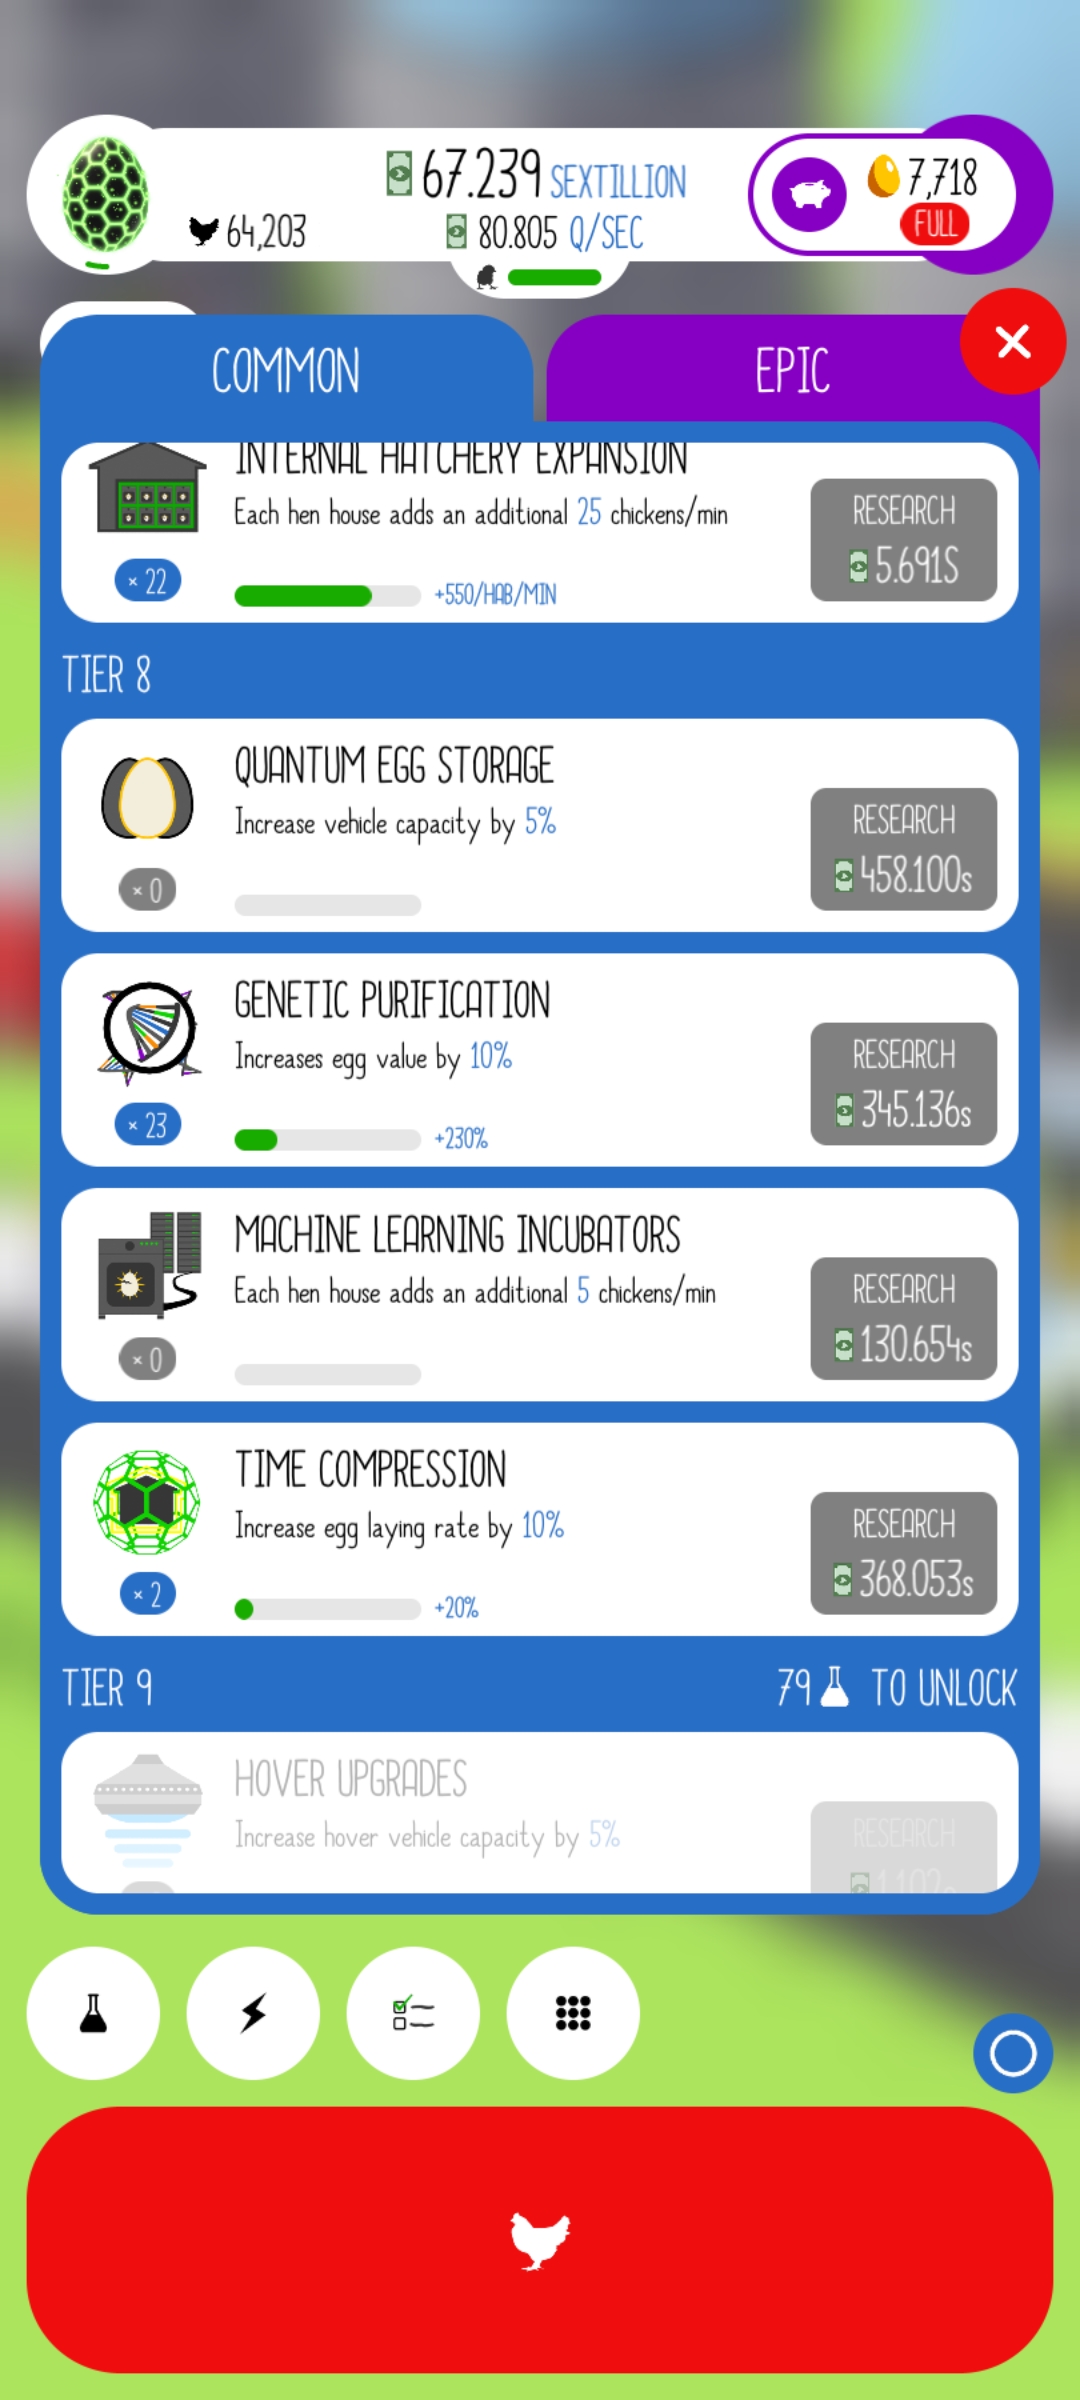 67.239 SEXTILLION
64,203
80.805 Q/SEC
7,718
FULL
COMMON
EPIC
INTERNAL HATCHERY EXPANSION
Each hen house adds an additional 25 chickens/min
× 22
+550/HAB/MIN
RESEARCH
5.691S
TIER 8
QUANTUM EGG STORAGE
Increase vehicle capacity by 5%
× 0
RESEARCH
458.100s
GENETIC PURIFICATION
Increases egg value by 10%
× 23
+230%
RESEARCH
345.136s
MACHINE LEARNING INCUBATORS
Each hen house adds an additional 5 chickens/min
× 0
RESEARCH
130.654s
TIME COMPRESSION
Increase egg laying rate by 10%
× 2
+20%
RESEARCH
368.053s
TIER 9
79 TO UNLOCK
HOVER UPGRADES
Increase hover vehicle capacity by 5%
RESEARCH